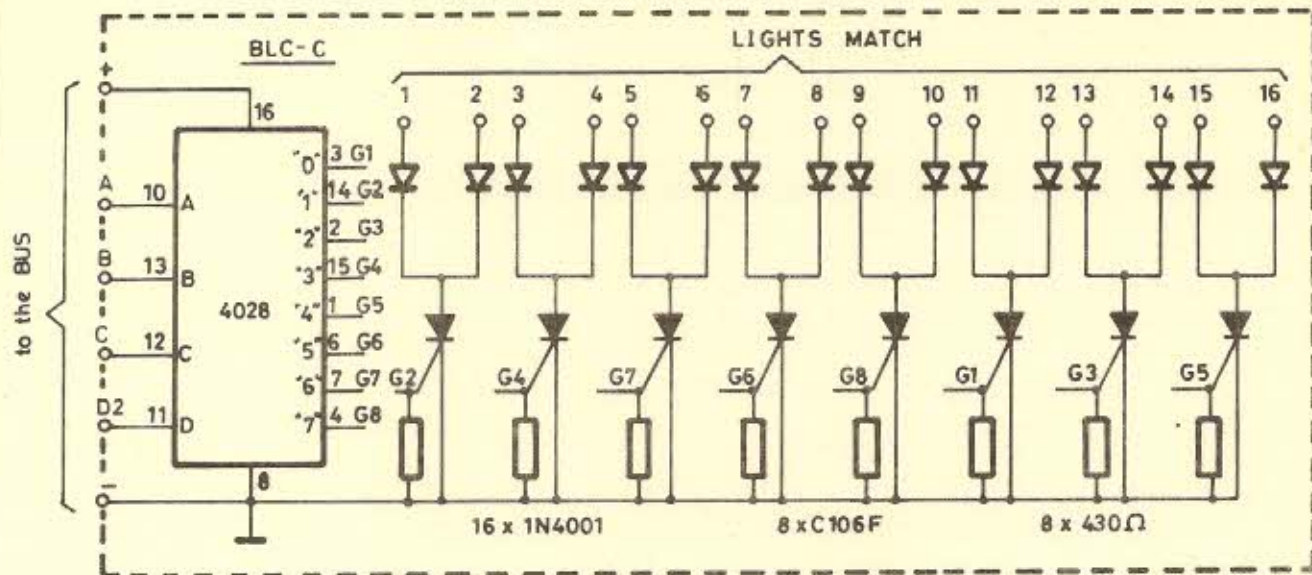 BLC-C
LIGHTS MATCH
to the BUS
+
1 2 3 4 5 6 7 8 9 10 11 12 13 14 15 16
16
"0" 3 G1
A 10 A
"1" 14 G2
"2" 2 G3
B 13 B
"3" 15 G4
4028
"4" 1 G5
C 12 C
"5" 6 G6
"6" 7 G7
D2 11 D
"7" 4 G8
G2 G4 G7 G6 G8 G1 G3 G5
8
-
16 x 1N4001 8 x C106F 8 x 430Ω